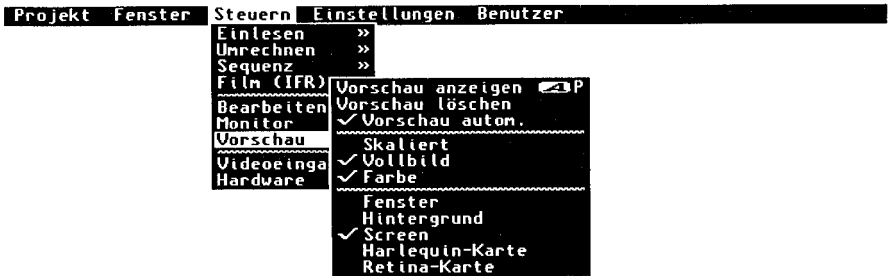 Projekt Fenster Steuern Einstellungen Benutzer
Einlesen »
Umrechnen »
Sequenz »
Film (IFR)
Bearbeiten
Monitor
Vorschau
Videoeinga
Hardware
Vorschau anzeigen A P
Vorschau löschen
✓ Vorschau autom.
Skaliert
✓ Vollbild
✓ Farbe
Fenster
Hintergrund
✓ Screen
Harlequin-Karte
Retina-Karte